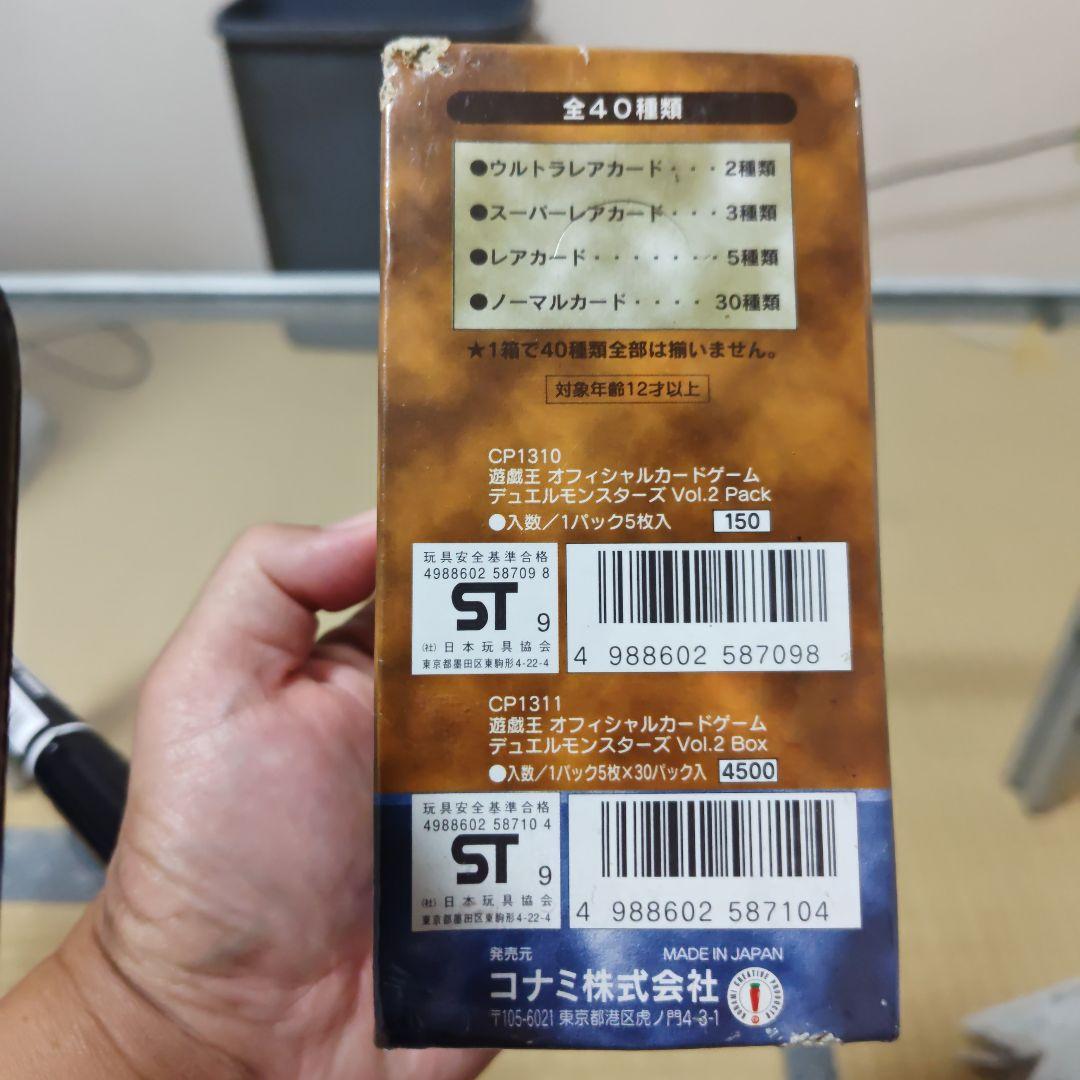 全40種類
●ウルトラレアカード・・・2種類
●スーパーレアカード・・・3種類
●レアカード・・・・・・・5種類
●ノーマルカード・・・・30種類
★1箱で40種類全部は揃いません。
対象年齢12才以上
CP1310
遊戯王 オフィシャルカードゲーム
デュエルモンスターズ Vol.2 Pack
●入数/1パック5枚入 150
玩具安全基準合格
4988602 58709 8
ST 9
(社)日本玩具協会
東京都墨田区東駒形4-22-4
4 988602 587098
CP1311
遊戯王 オフィシャルカードゲーム
デュエルモンスターズ Vol.2 Box
●入数/1パック5枚×30パック入 4500
玩具安全基準合格
4988602 58710 4
ST 9
(社)日本玩具協会
東京都墨田区東駒形4-22-4
4 988602 587104
発売元 MADE IN JAPAN
コナミ株式会社
〒105-6021 東京都港区虎ノ門4-3-1
KONAMI CREATIVE PRODUCTS